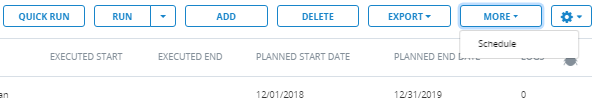 QUICK RUN RUN ADD DELETE EXPORT MORE
Schedule
EXECUTED START EXECUTED END PLANNED START DATE PLANNED END
an 12/01/2018 12/31/2019 0